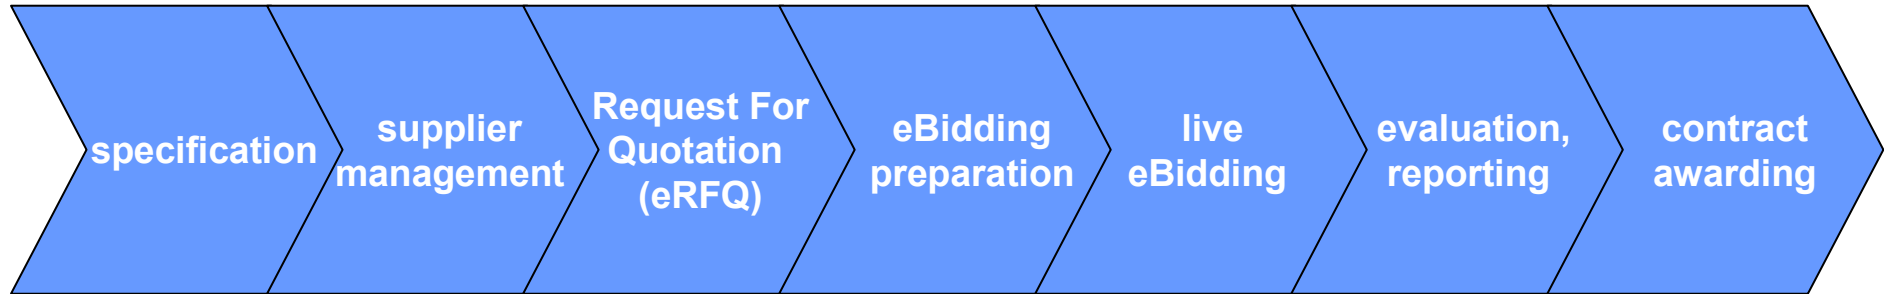 specification
supplier
management
Request For
Quotation
(eRFQ)
eBidding
preparation
live
eBidding
evaluation,
reporting
contract
awarding